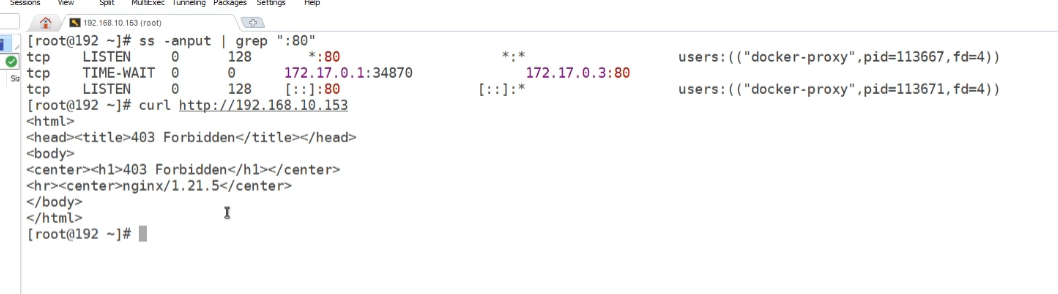 Sessions View Split MultiExec Tunneling Packages Settings Help
192.168.10.153 (root)
[root@192 ~]# ss -anput | grep ":80"
tcp LISTEN 0 128 *:80 *:* users:(("docker-proxy",pid=113667,fd=4))
tcp TIME-WAIT 0 0 172.17.0.1:34870 172.17.0.3:80
tcp LISTEN 0 128 [::]:80 [::]:* users:(("docker-proxy",pid=113671,fd=4))
[root@192 ~]# curl http://192.168.10.153
<html>
<head><title>403 Forbidden</title></head>
<body>
<center><h1>403 Forbidden</h1></center>
<hr><center>nginx/1.21.5</center>
</body>
</html>
[root@192 ~]#